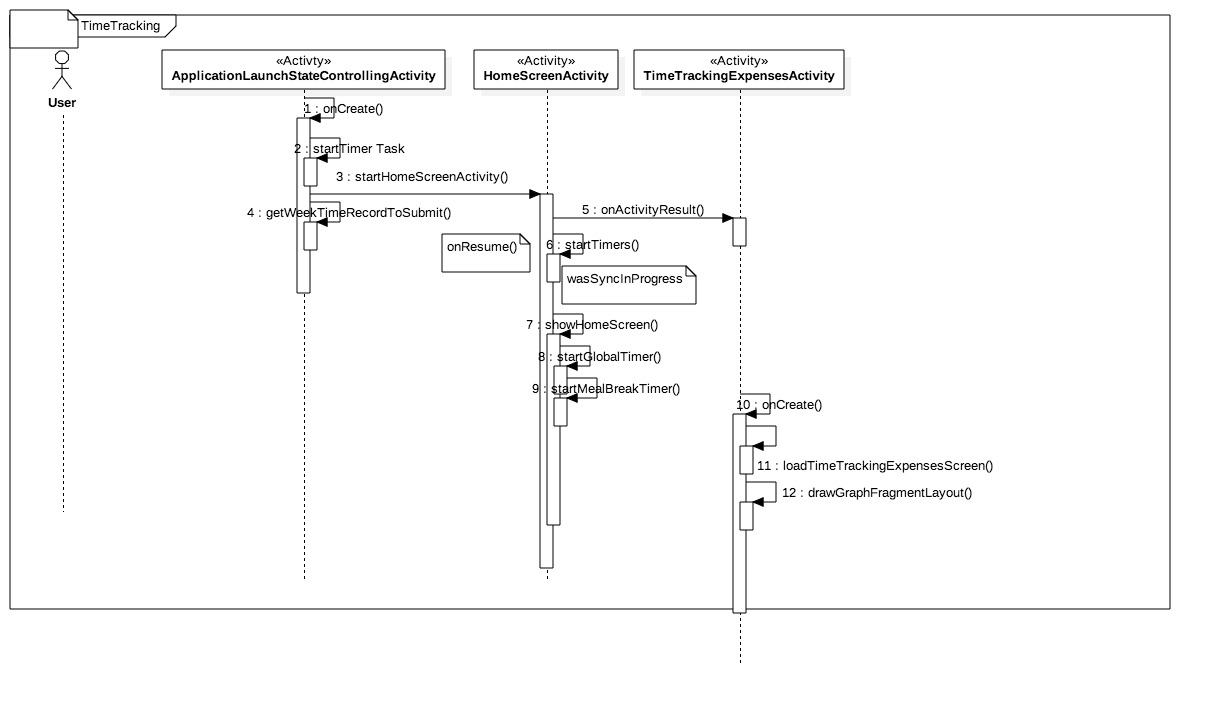 TimeTracking
User
«Activty»
ApplicationLaunchStateControllingActivity
«Activity»
HomeScreenActivity
«Activity»
TimeTrackingExpensesActivity
1 : onCreate()
2 : startTimer Task
3 : startHomeScreenActivity()
4 : getWeekTimeRecordToSubmit()
5 : onActivityResult()
onResume()
6 : startTimers()
wasSyncInProgress
7 : showHomeScreen()
8 : startGlobalTimer()
9 : startMealBreakTimer()
10 : onCreate()
11 : loadTimeTrackingExpensesScreen()
12 : drawGraphFragmentLayout()